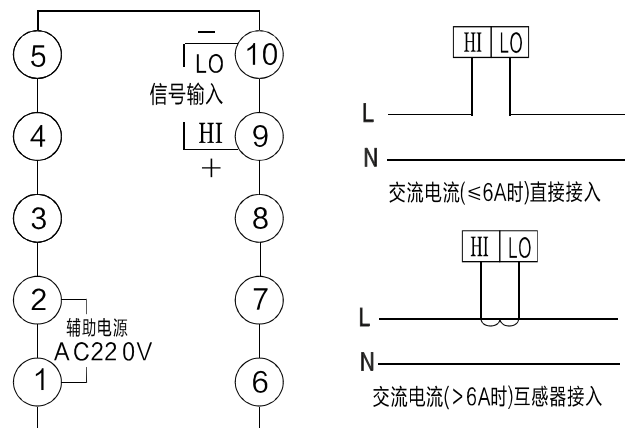 5
4
3
2
1
辅助电源
AC220V
−
LO
10
信号输入
HI
9
+
8
7
6
HI LO
L
N
交流电流(≤6A时)直接接入
HI LO
L
N
交流电流(>6A时)互感器接入